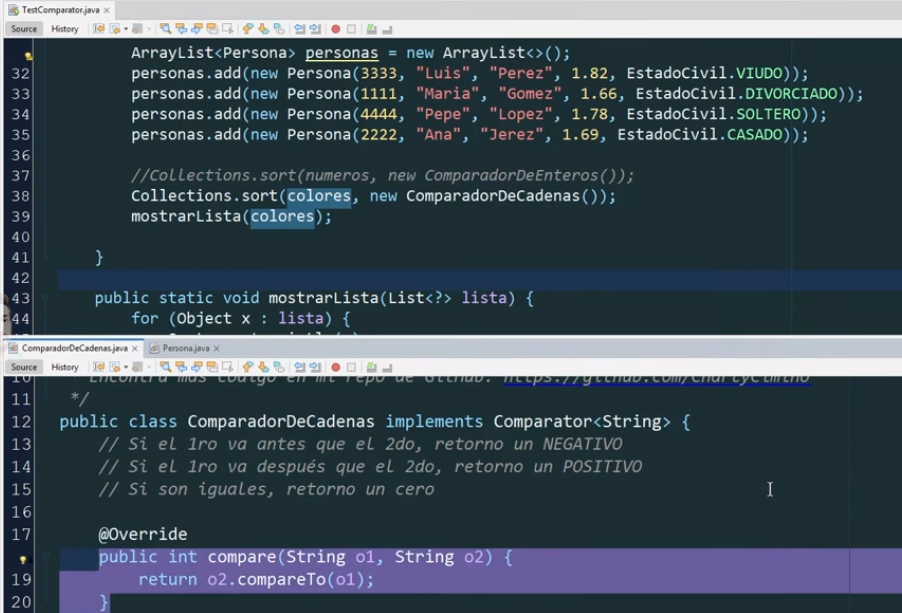 TestComparator.java ×
Source History
ArrayList<Persona> personas = new ArrayList<>();
32 personas.add(new Persona(3333, "Luis", "Perez", 1.82, EstadoCivil.VIUDO));
33 personas.add(new Persona(1111, "Maria", "Gomez", 1.66, EstadoCivil.DIVORCIADO));
34 personas.add(new Persona(4444, "Pepe", "Lopez", 1.78, EstadoCivil.SOLTERO));
35 personas.add(new Persona(2222, "Ana", "Jerez", 1.69, EstadoCivil.CASADO));
36
37 //Collections.sort(numeros, new ComparadorDeEnteros());
38 Collections.sort(colores, new ComparadorDeCadenas());
39 mostrarLista(colores);
40
41 }
42
43 public static void mostrarLista(List<?> lista) {
44 for (Object x : lista) {
ComparadorDeCadenas.java × Persona.java ×
Source History
10 Encontrá más código en mi repo de GitHub: https://github.com/CharlyCimino
11 */
12 public class ComparadorDeCadenas implements Comparator<String> {
13 // Si el 1ro va antes que el 2do, retorno un NEGATIVO
14 // Si el 1ro va después que el 2do, retorno un POSITIVO
15 // Si son iguales, retorno un cero
16
17 @Override
public int compare(String o1, String o2) {
19 return o2.compareTo(o1);
20 }